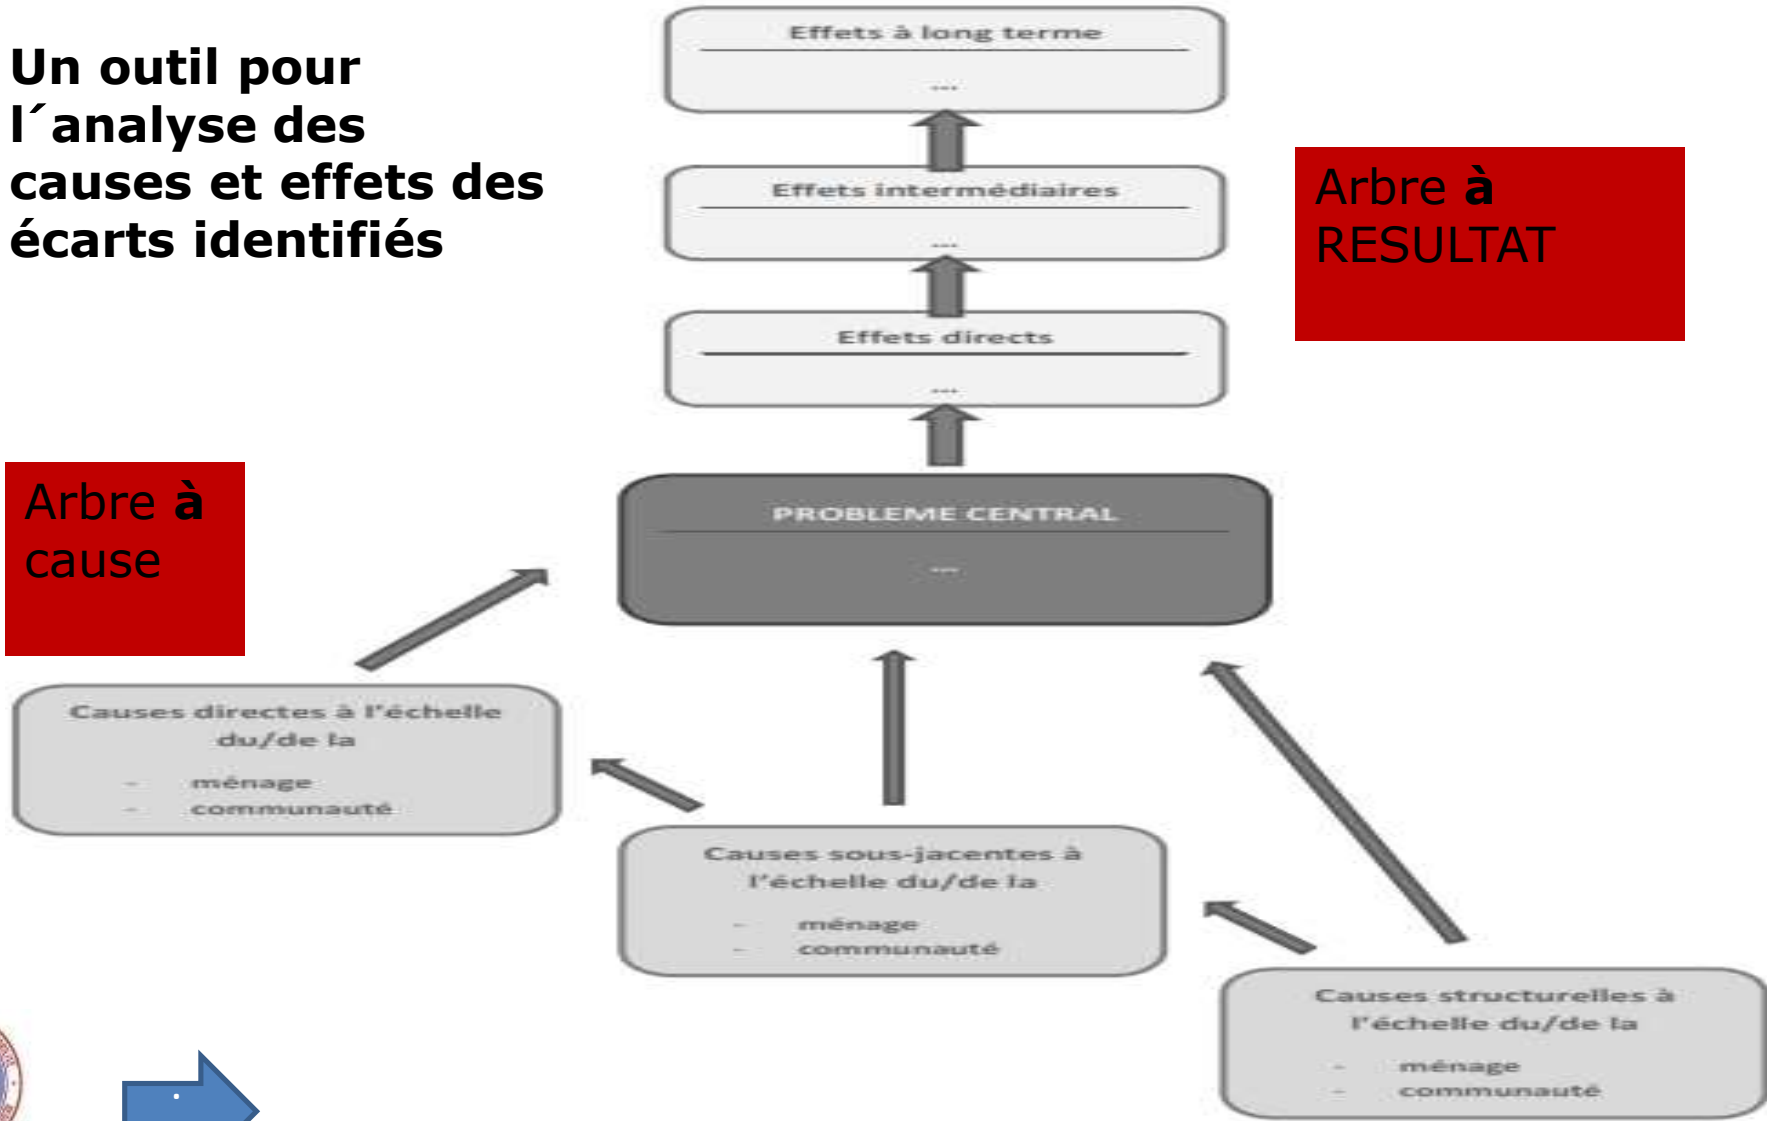 Un outil pour
l´analyse des
causes et effets des
écarts identifiés
Effets à long terme
...
Effets intermédiaires
...
Arbre à
RESULTAT
Effets directs
...
Arbre à
cause
PROBLEME CENTRAL
...
Causes directes à l'échelle
du/de la
- ménage
- communauté
Causes sous-jacentes à
l'échelle du/de la
- ménage
- communauté
Causes structurelles à
l'échelle du/de la
- ménage
- communauté
.